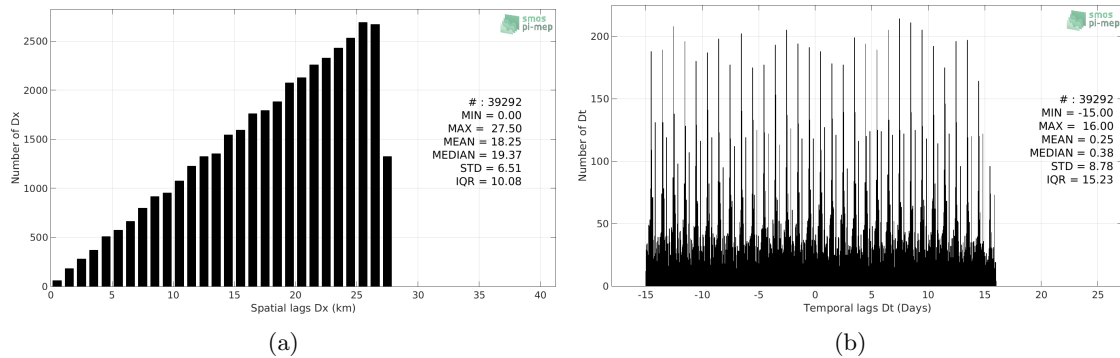 smos
pi-mep
2500
2000
1500
1000
500
0
Number of Dx
# : 39292
MIN = 0.00
MAX = 27.50
MEAN = 18.25
MEDIAN = 19.37
STD = 6.51
IQR = 10.08
0 5 10 15 20 25 30 35 40
Spatial lags Dx (km)
(a)
smos
pi-mep
200
150
100
50
0
Number of Dt
# : 39292
MIN = -15.00
MAX = 16.00
MEAN = 0.25
MEDIAN = 0.38
STD = 8.78
IQR = 15.23
-15 -10 -5 0 5 10 15 20 25
Temporal lags Dt (Days)
(b)